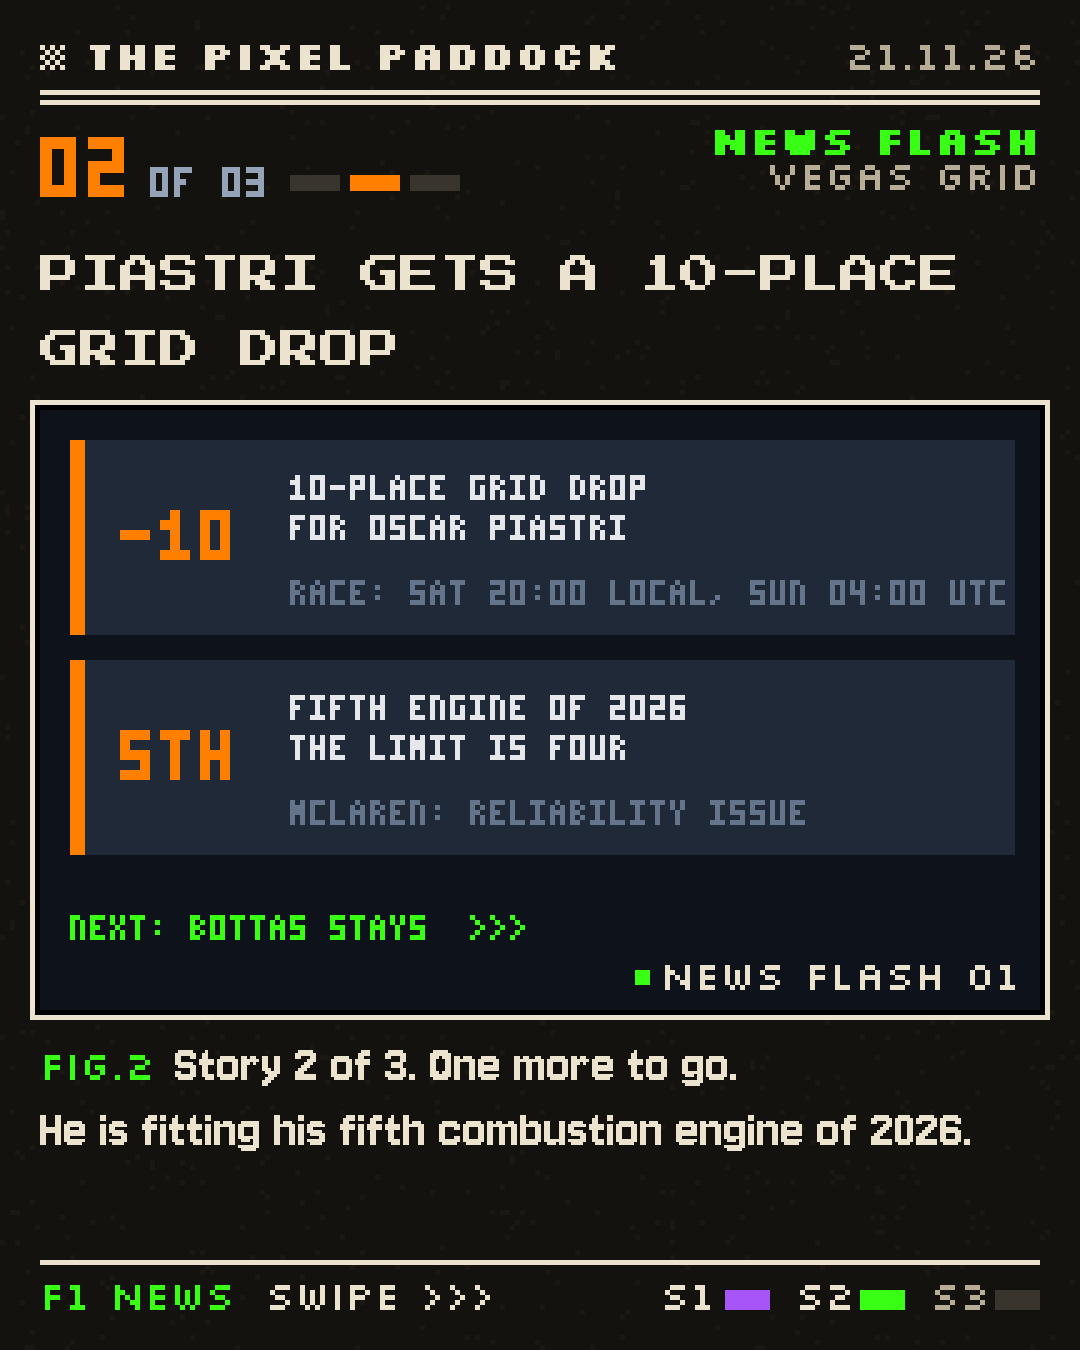 THE PIXEL PADDOCK
21.11.26
02 OF 03
NEWS FLASH
VEGAS GRID
PIASTRI GETS A 10-PLACE
GRID DROP
-10
10-PLACE GRID DROP
FOR OSCAR PIASTRI
RACE: SAT 20:00 LOCAL, SUN 04:00 UTC
5TH
FIFTH ENGINE OF 2026
THE LIMIT IS FOUR
MCLAREN: RELIABILITY ISSUE
NEXT: BOTTAS STAYS >>>
NEWS FLASH 01
FIG.2 Story 2 of 3. One more to go.
He is fitting his fifth combustion engine of 2026.
F1 NEWS SWIPE >>>
S1 S2 S3